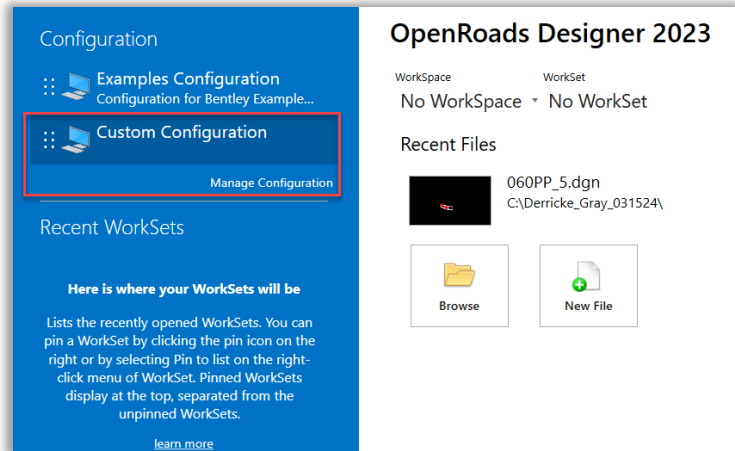 Configuration
Examples Configuration
Configuration for Bentley Example...
Custom Configuration
Manage Configuration
Recent WorkSets
Here is where your WorkSets will be
Lists the recently opened WorkSets. You can
pin a WorkSet by clicking the pin icon on the
right or by selecting Pin to list on the right-
click menu of WorkSet. Pinned WorkSets
display at the top, separated from the
unpinned WorkSets.
learn more
OpenRoads Designer 2023
WorkSpace
WorkSet
No WorkSpace
No WorkSet
Recent Files
060PP_5.dgn
C:\Derricke_Gray_031524\
Browse
New File